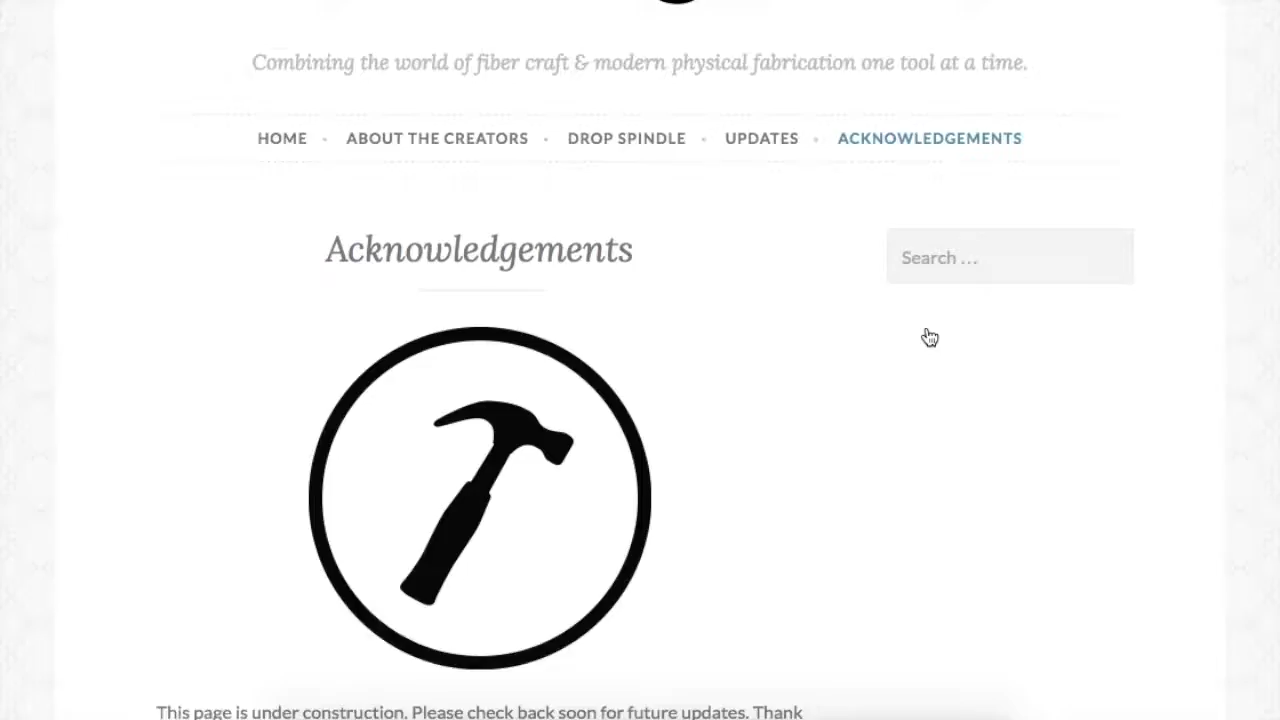 Combining the world of fiber craft & modern physical fabrication one tool at a time.
HOME • ABOUT THE CREATORS • DROP SPINDLE • UPDATES • ACKNOWLEDGEMENTS
Acknowledgements
Search …
This page is under construction. Please check back soon for future updates. Thank